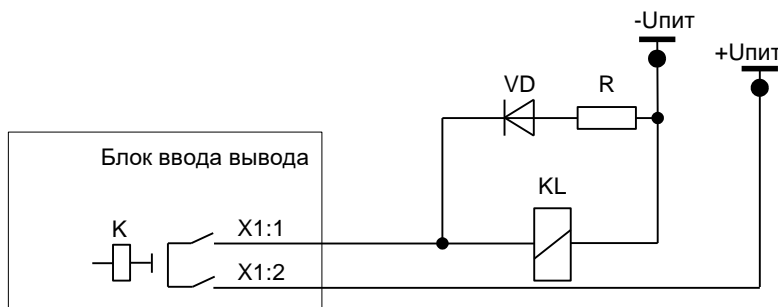 -Uпит
+Uпит
VD
R
Блок ввода вывода
KL
K
X1:1
X1:2